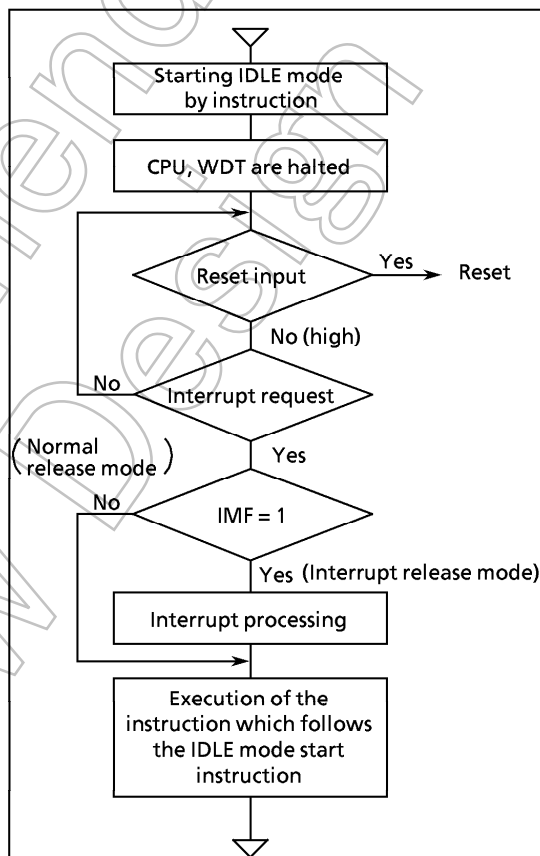 Starting IDLE mode
by instruction
CPU, WDT are halted
Reset input
Yes
Reset
No (high)
No
Interrupt request
(Normal
release mode)
Yes
No
IMF = 1
Yes (Interrupt release mode)
Interrupt processing
Execution of the
instruction which follows
the IDLE mode start
instruction
Design